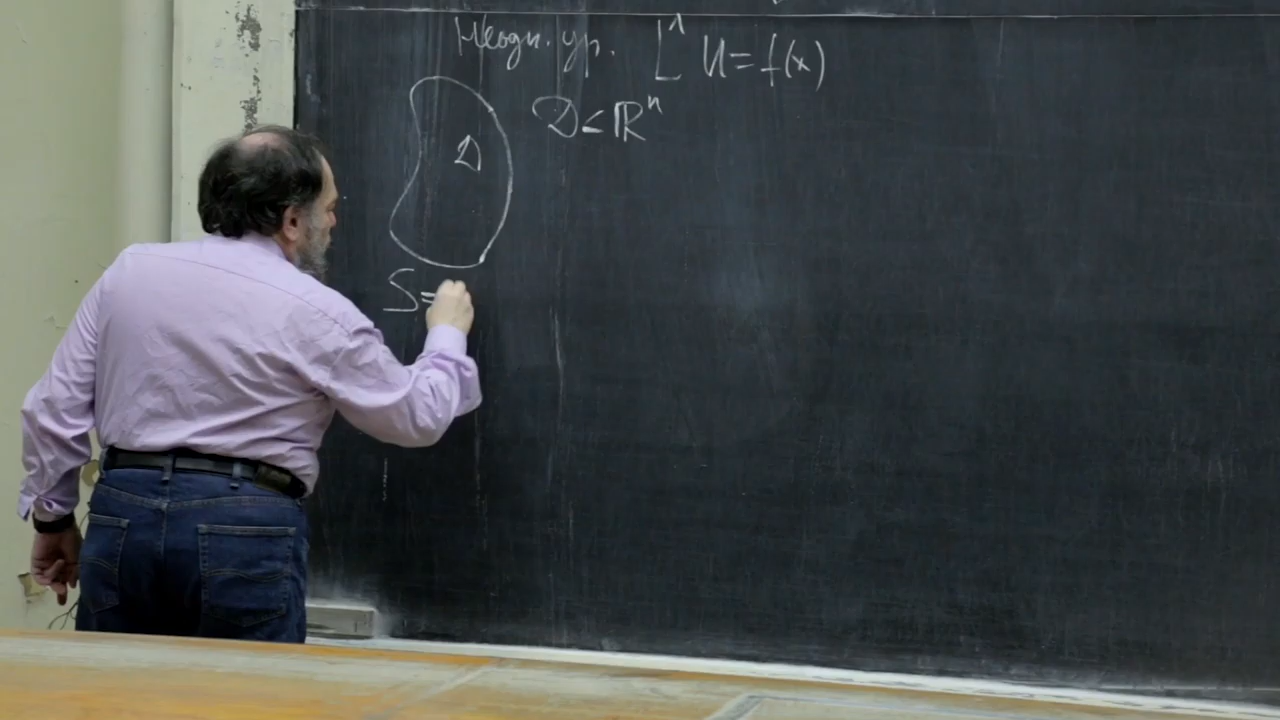 Неодн. ур. L^ U = f(x)
D < ℝⁿ
D
S =